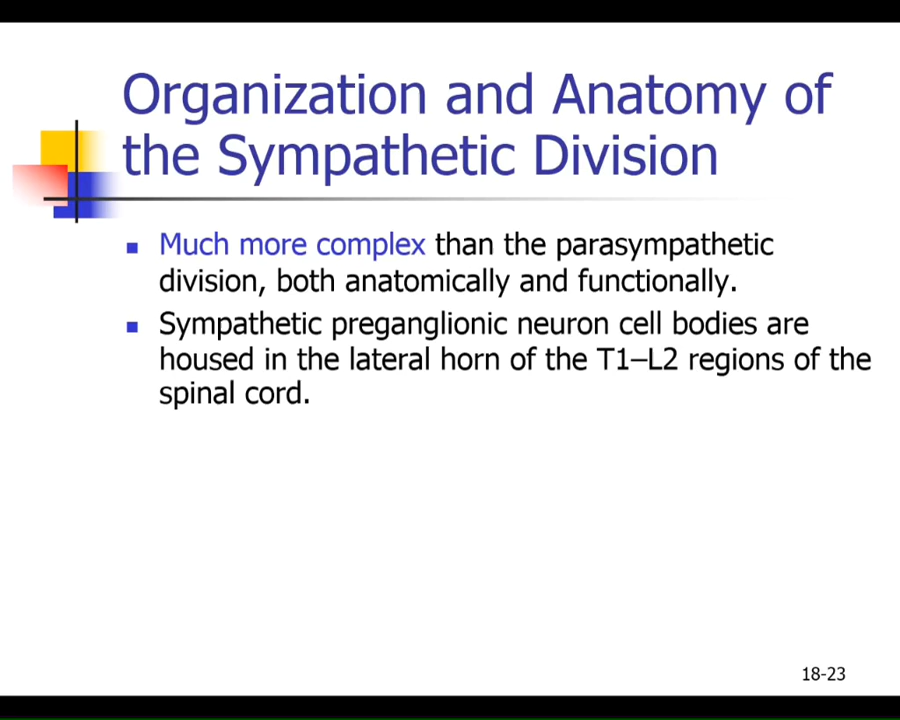 Organization and Anatomy of
the Sympathetic Division
Much more complex than the parasympathetic
division, both anatomically and functionally.
Sympathetic preganglionic neuron cell bodies are
housed in the lateral horn of the T1–L2 regions of the
spinal cord.
18-23